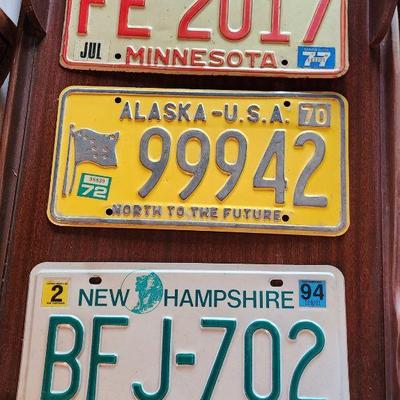 FE 2017
JUL MINNESOTA 77
ALASKA-U.S.A. 70
99942
72
NORTH TO THE FUTURE
2 NEW HAMPSHIRE 94
BFJ-702